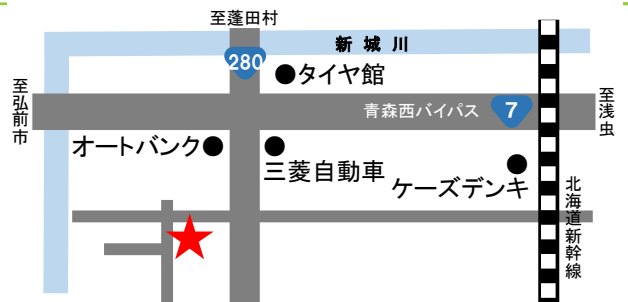 至蓬田村
新城川
280
●タイヤ館
至弘前市
青森西バイパス
7
至浅虫
オートバンク●
●
三菱自動車
●
ケーズデンキ
北海道新幹線